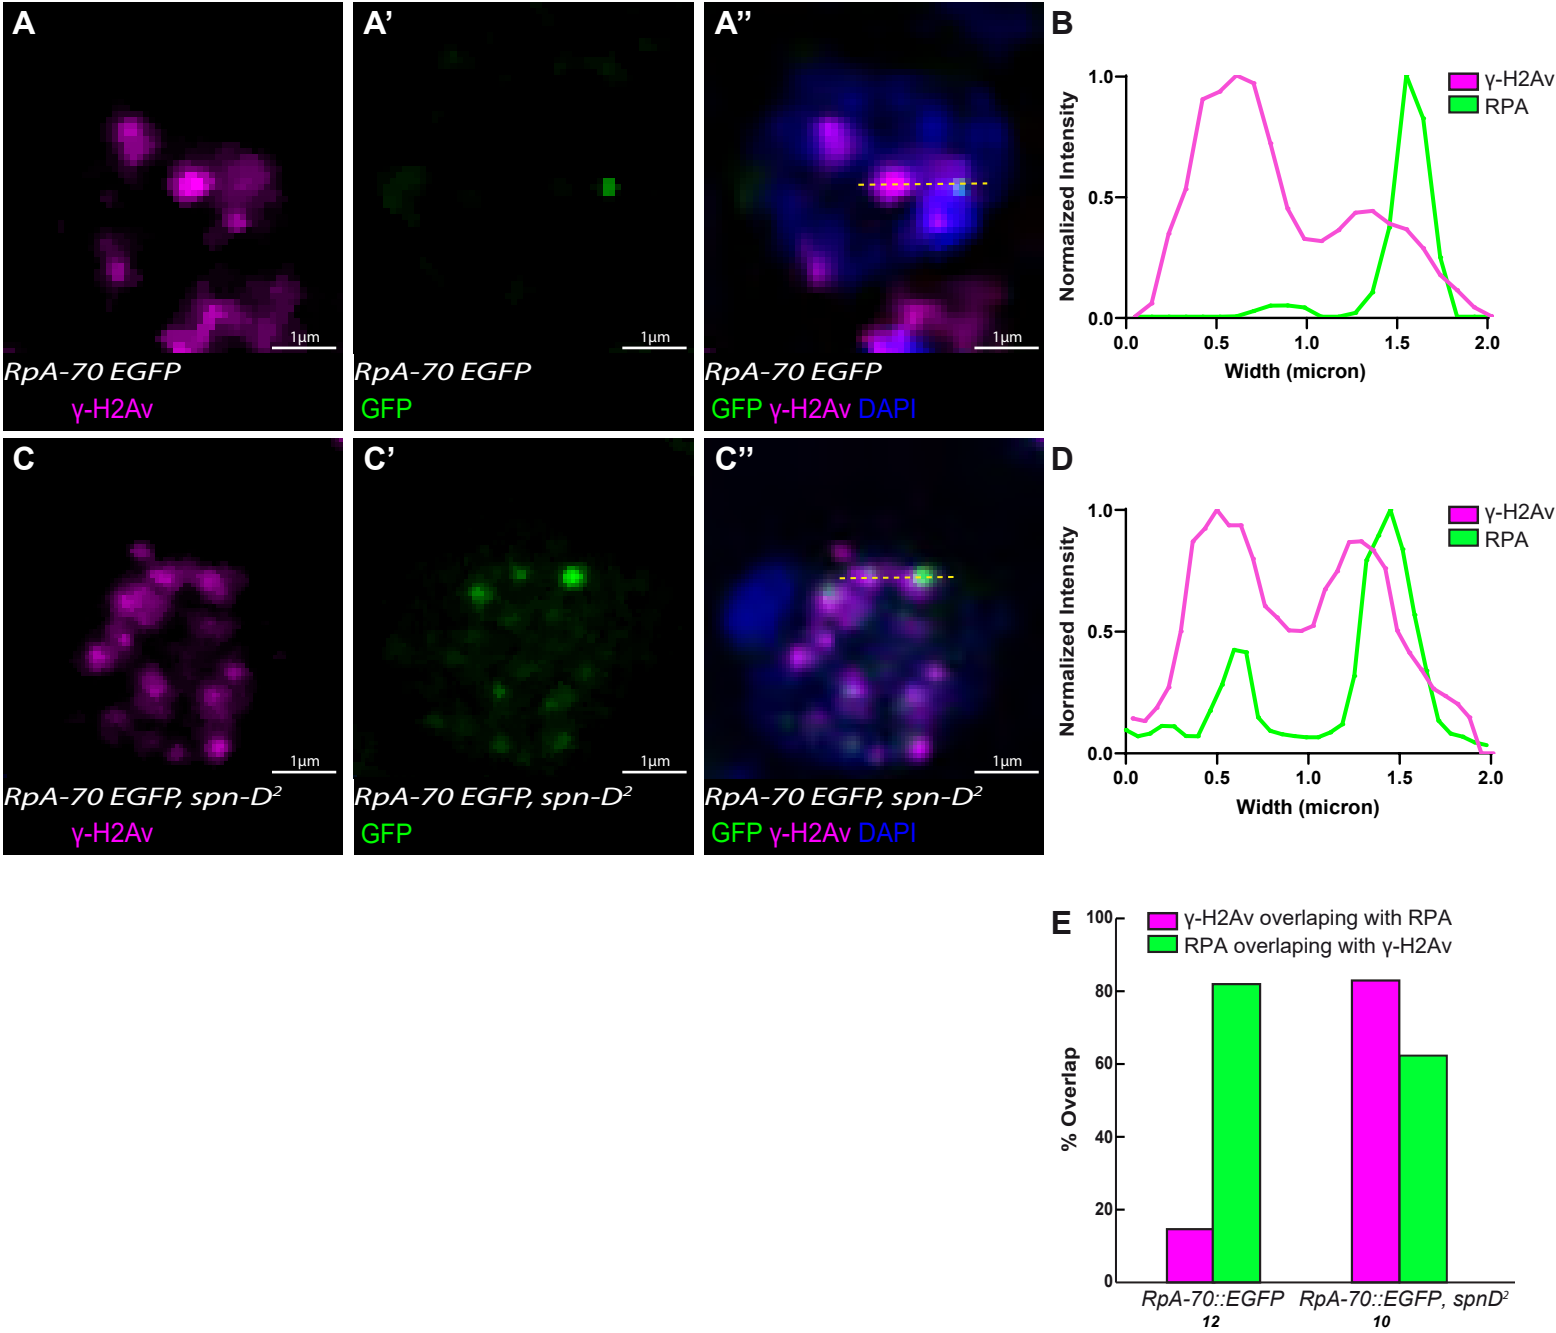 A
A’
A’’
1μm
1μm
1μm
RpA-70 EGFP
RpA-70 EGFP
RpA-70 EGFP
γ-H2Av
GFP
GFP γ-H2Av DAPI
B
γ-H2Av
RPA
Normalized Intensity
1.0
0.5
0.0
0.0 0.5 1.0 1.5 2.0
Width (micron)
C
C’
C’’
1μm
1μm
1μm
RpA-70 EGFP, spn-D²
RpA-70 EGFP, spn-D²
RpA-70 EGFP, spn-D²
γ-H2Av
GFP
GFP γ-H2Av DAPI
D
γ-H2Av
RPA
Normalized Intensity
1.0
0.5
0.0
0.0 0.5 1.0 1.5 2.0
Width (micron)
E
γ-H2Av overlaping with RPA
RPA overlaping with γ-H2Av
% Overlap
100
80
60
40
20
0
RpA-70::EGFP RpA-70::EGFP, spnD²
12 10